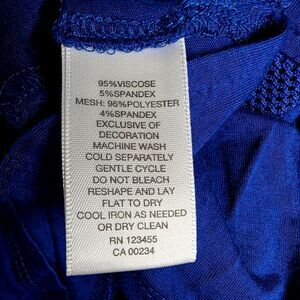 95%VISCOSE
5%SPANDEX
MESH: 96%POLYESTER
4%SPANDEX
EXCLUSIVE OF
DECORATION
MACHINE WASH
COLD SEPARATELY
GENTLE CYCLE
DO NOT BLEACH
RESHAPE AND LAY
FLAT TO DRY
COOL IRON AS NEEDED
OR DRY CLEAN
RN 123455
CA 00234